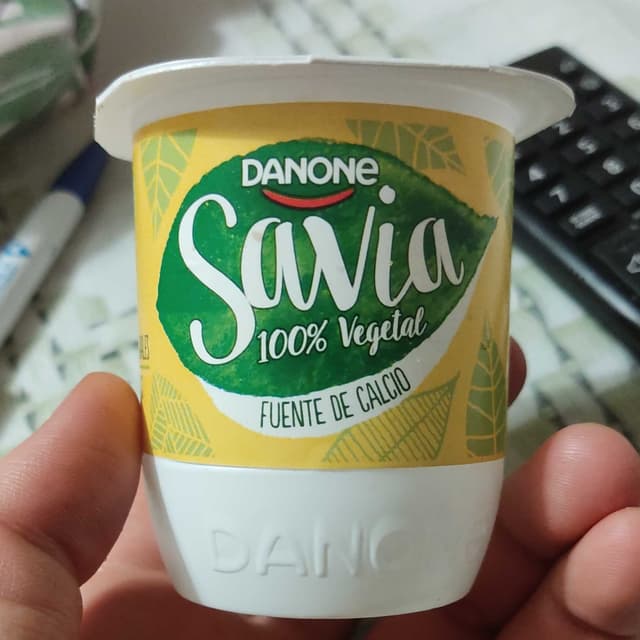 DANONE
Savia
100% Vegetal
FUENTE DE CALCIO
DANONE